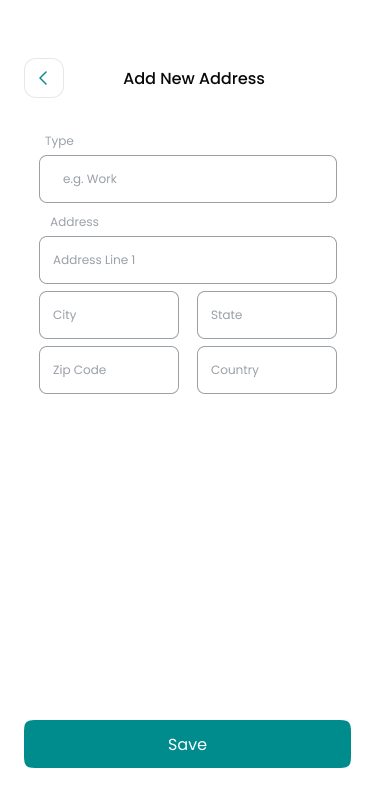 Add New Address
Type
e.g. Work
Address
Address Line 1
City
State
Zip Code
Country
Save